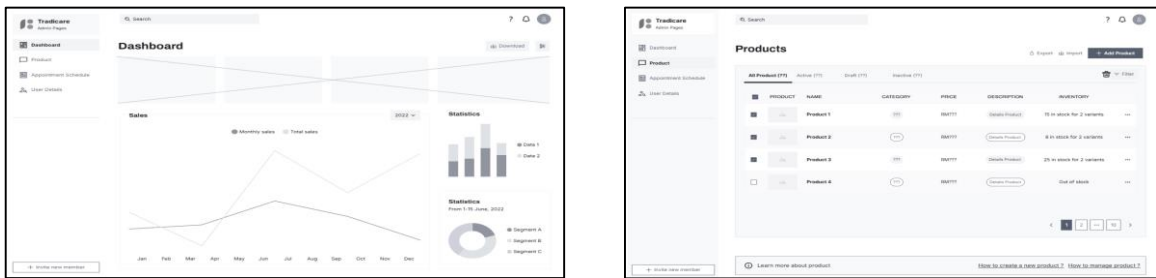 Tradicare
Admin Pages
Search
?
Dashboard
Product
Appointment Schedule
User Details
+ Invite new member
Dashboard
Download
Sales
2022
Monthly sales
Total sales
Jan Feb Mar Apr May Jun Jul Aug Sep Oct Nov Dec
Statistics
Data 1
Data 2
Statistics
From 1-15 June, 2022
Segment A
Segment B
Segment C
Tradicare
Admin Pages
Search
?
Dashboard
Product
Appointment Schedule
User Details
+ Invite new member
Products
Export Import + Add Product
All Product (??) Active (??) Draft (??) Inactive (??) Filter
PRODUCT NAME CATEGORY PRICE DESCRIPTION INVENTORY
Product 1 ??? RM??? Details Product 15 in stock for 2 variants ...
Product 2 ??? RM??? Details Product 8 in stock for 2 variants ...
Product 3 ??? RM??? Details Product 25 in stock for 2 variants ...
Product 4 ??? RM??? Details Product Out of stock ...
< 1 2 ... 10 >
Learn more about product How to create a new product ? How to manage product ?